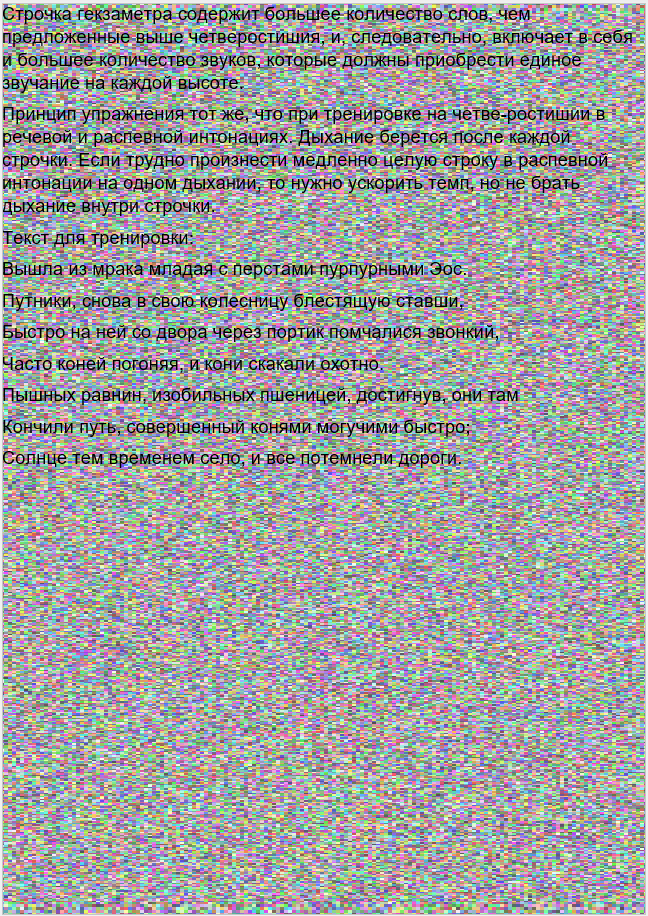 Строчка гекзаметра содержит большее количество слов, чем
предложенные выше четверостишия, и, следовательно, включает в себя
и большее количество звуков, которые должны приобрести единое
звучание на каждой высоте.
Принцип упражнения тот же, что при тренировке на четве-ростишии в
речевой и распевной интонациях. Дыхание берется после каждой
строчки. Если трудно произнести медленно целую строку в распевной
интонации на одном дыхании, то нужно ускорить темп, но не брать
дыхание внутри строчки.
Текст для тренировки:
Вышла из мрака младая с перстами пурпурными Эос.
Путники, снова в свою колесницу блестящую ставши,
Быстро на ней со двора через портик помчалися звонкий,
Часто коней погоняя, и кони скакали охотно.
Пышных равнин, изобильных пшеницей, достигнув, они там
Кончили путь, совершенный конями могучими быстро;
Солнце тем временем село, и все потемнели дороги.